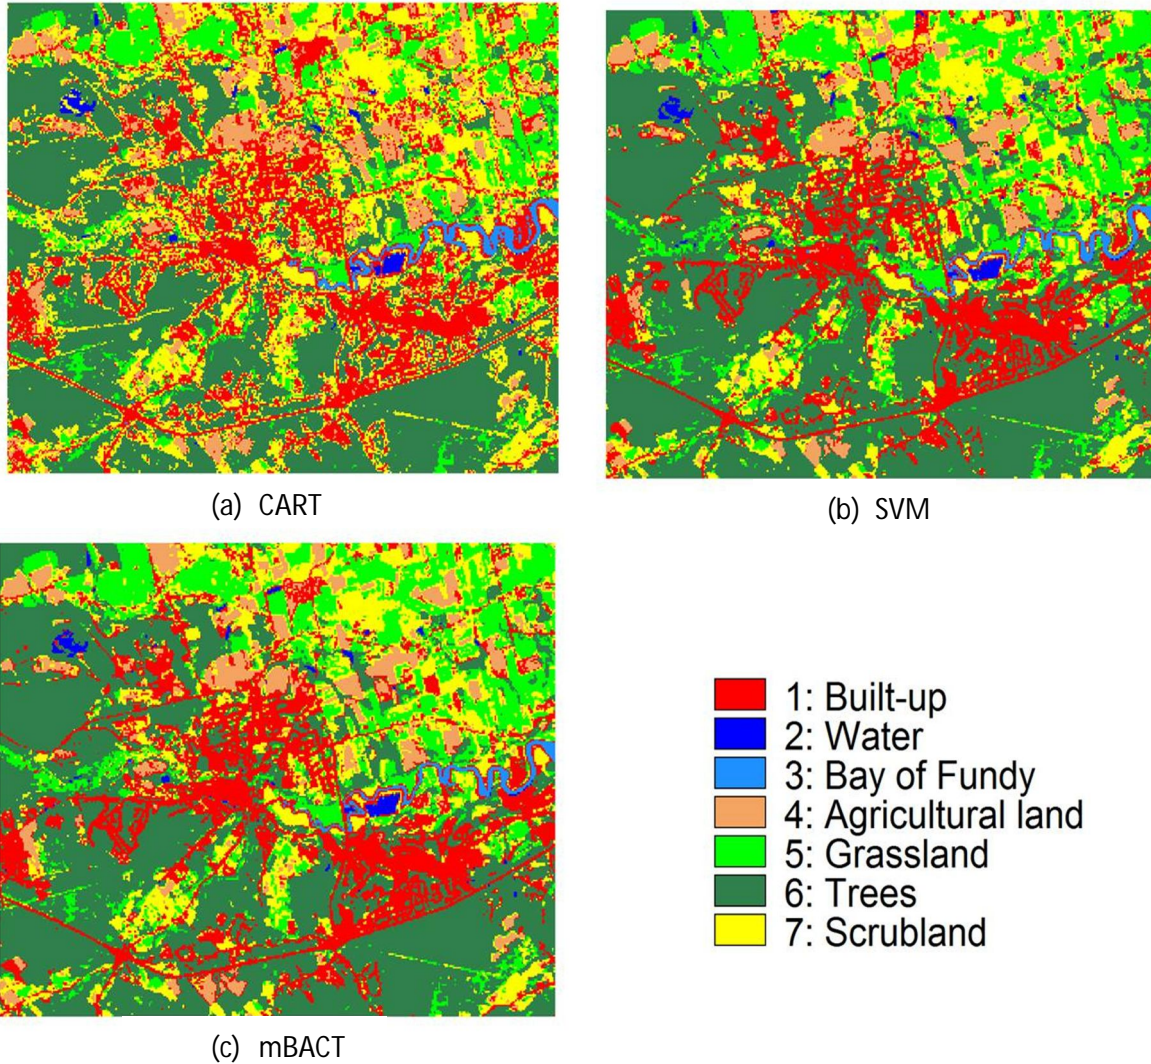 (a) CART
(b) SVM
(c) mBACT
1: Built-up
2: Water
3: Bay of Fundy
4: Agricultural land
5: Grassland
6: Trees
7: Scrubland